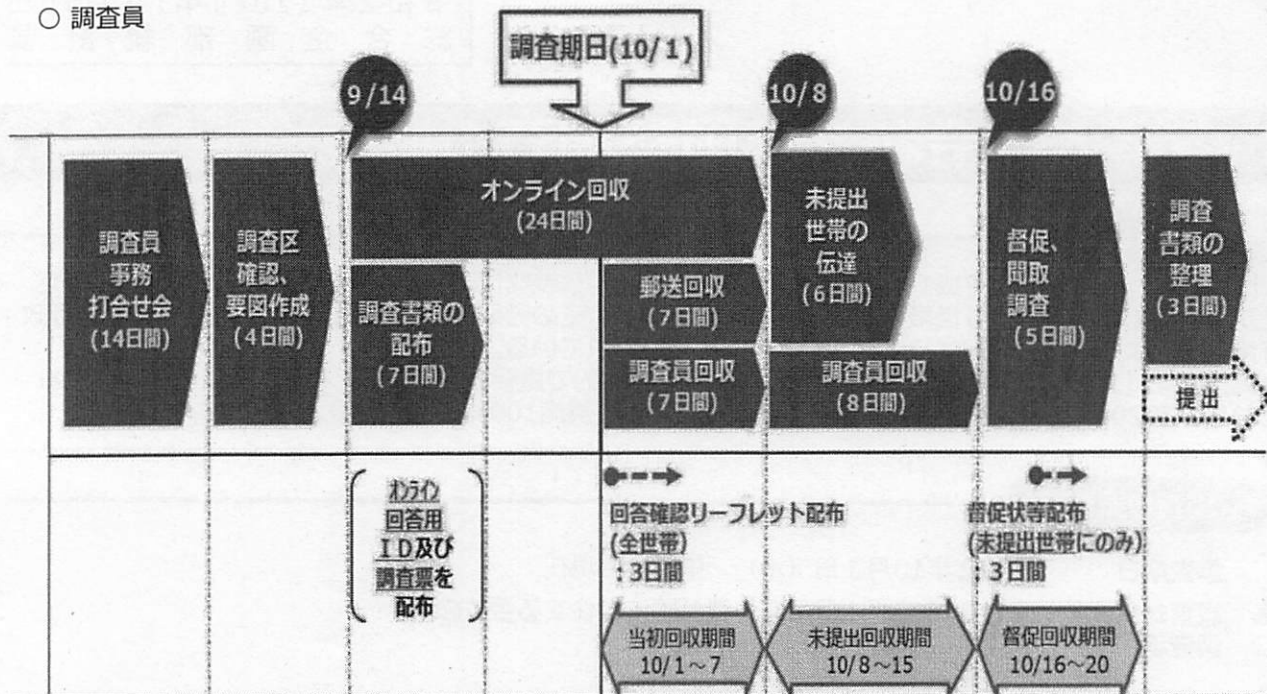 ○ 調査員
調査期日(10/1)
9/14
10/8
10/16
調査員
事務
打合せ会
(14日間)
調査区
確認、
要図作成
(4日間)
オンライン回収
(24日間)
調査書類の
配布
(7日間)
郵送回収
(7日間)
調査員回収
(7日間)
未提出
世帯の
伝達
(6日間)
調査員回収
(8日間)
督促、
聞取
調査
(5日間)
調査
書類の
整理
(3日間)
提出
オンライン
回答用
ID及び
調査票を
配布
回答確認リーフレット配布
(全世帯)
:3日間
督促状等配布
(未提出世帯にのみ)
:3日間
当初回収期間
10/1～7
未提出回収期間
10/8～15
督促回収期間
10/16～20